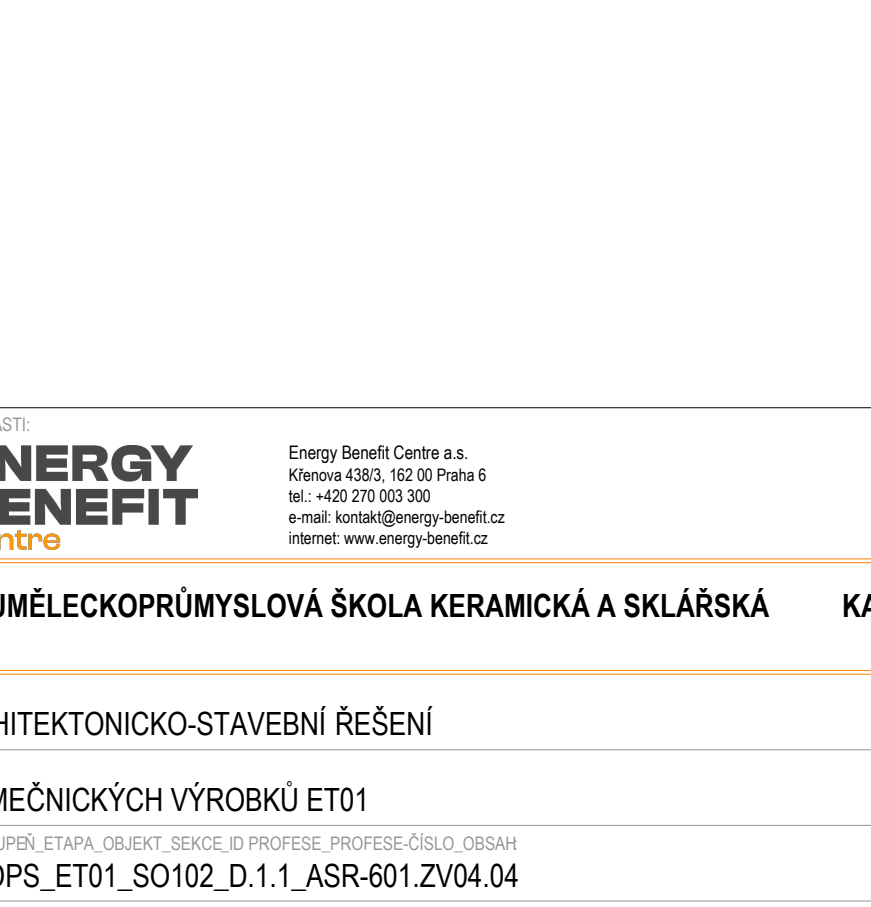 ASTI:
NERGY
ENEFIT
ntre
Energy Benefit Centre a.s.
Křenova 438/3, 162 00 Praha 6
tel.: +420 270 003 300
e-mail: kontakt@energy-benefit.cz
internet: www.energy-benefit.cz
UMĚLECKOPRŮMYSLOVÁ ŠKOLA KERAMICKÁ A SKLÁŘSKÁ KA
HITEKTONICKO-STAVEBNÍ ŘEŠENÍ
MEČNICKÝCH VÝROBKŮ ET01
UPEŇ_ETAPA_OBJEKT_SEKCE_ID PROFESE_PROFESE-ČÍSLO_OBSAH:
DPS_ET01_SO102_D.1.1_ASR-601.ZV04.04